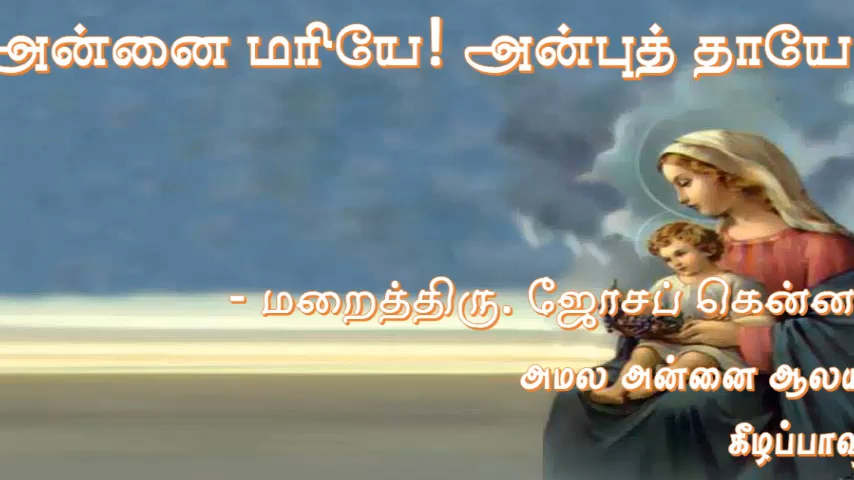 அன்னை மரியே! அன்புத் தாயே
- மறைத்திரு. ஜோசப் கென்ன
அமல அன்னை ஆலய
கீழப்பாவூ